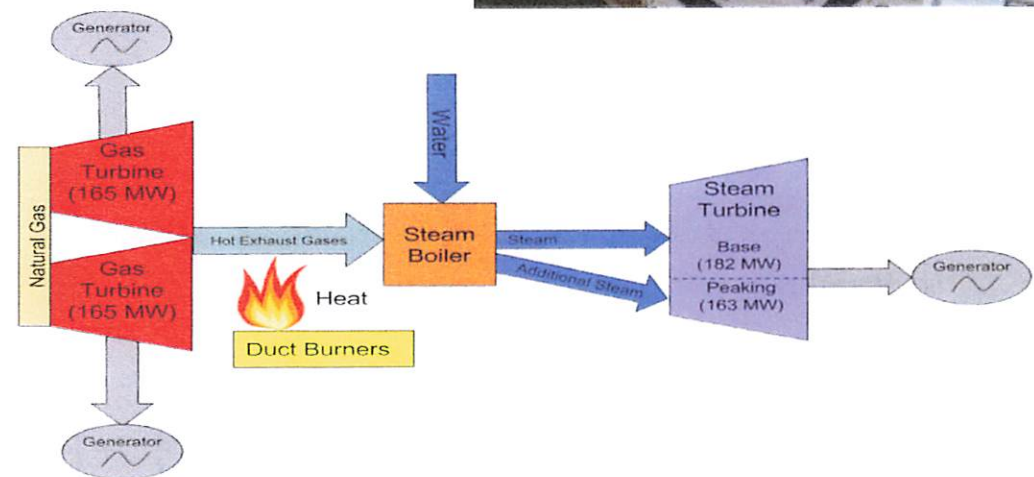 Generator
Natural Gas
Gas
Turbine
(165 MW)
Gas
Turbine
(165 MW)
Hot Exhaust Gases
Heat
Duct Burners
Water
Steam
Boiler
Steam
Additional Steam
Steam
Turbine
Base
(182 MW)
Peaking
(163 MW)
Generator
Generator